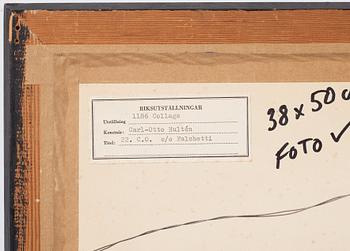 RIKSUTSTÄLLNINGAR
Utställning 1186 Collage
Konstnär: Carl-Otto Hultén
Titel: 22. C.O. c/o Falchetti
38 x 50 c
FOTO ✓